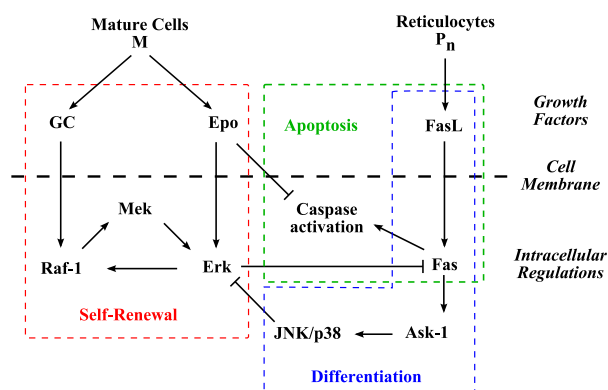 Mature Cells
M
Reticulocytes
Pn
GC
Epo
Apoptosis
FasL
Growth
Factors
Cell
Membrane
Mek
Caspase
activation
Raf-1
Erk
Fas
Intracellular
Regulations
Self-Renewal
JNK/p38
Ask-1
Differentiation